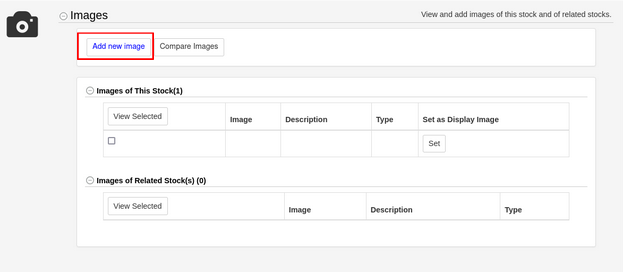 Images
View and add images of this stock and of related stocks.
Add new image
Compare Images
Images of This Stock(1)
View Selected
Image
Description
Type
Set as Display Image
Set
Images of Related Stock(s) (0)
View Selected
Image
Description
Type